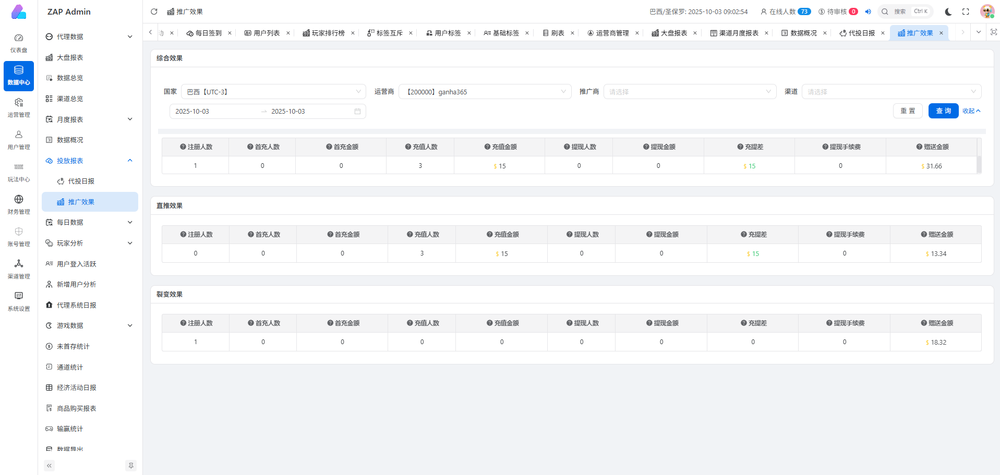 ZAP Admin
推广效果
巴西/圣保罗: 2025-10-03 09:02:54
在线人数 73
待审核 0
搜索 Ctrl K
仪表盘
数据中心
运营管理
用户管理
玩法中心
财务管理
账号管理
渠道管理
系统设置
代理数据
大盘报表
数据总览
渠道总览
月度报表
数据概况
投放报表
代投日报
推广效果
每日数据
玩家分析
用户登入活跃
新增用户分析
代理系统日报
游戏数据
未首存统计
通道统计
经济活动日报
商品购买报表
输赢统计
数据导出
每日签到 用户列表 玩家排行榜 标签互斥 用户标签 基础标签 刷表 运营商管理 大盘报表 渠道月度报表 数据概况 代投日报 推广效果
综合效果
国家 巴西【UTC-3】 运营商 【200000】ganha365 推广商 请选择 渠道 请选择
2025-10-03 → 2025-10-03 重 置 查 询 收起
注册人数 首充人数 首充金额 充值人数 充值金额 提现人数 提现金额 充提差 提现手续费 赠送金额
1 0 0 3 $ 15 0 0 $ 15 0 $ 31.66
直推效果
注册人数 首充人数 首充金额 充值人数 充值金额 提现人数 提现金额 充提差 提现手续费 赠送金额
0 0 0 3 $ 15 0 0 $ 15 0 $ 13.34
裂变效果
注册人数 首充人数 首充金额 充值人数 充值金额 提现人数 提现金额 充提差 提现手续费 赠送金额
1 0 0 0 0 0 0 0 0 $ 18.32